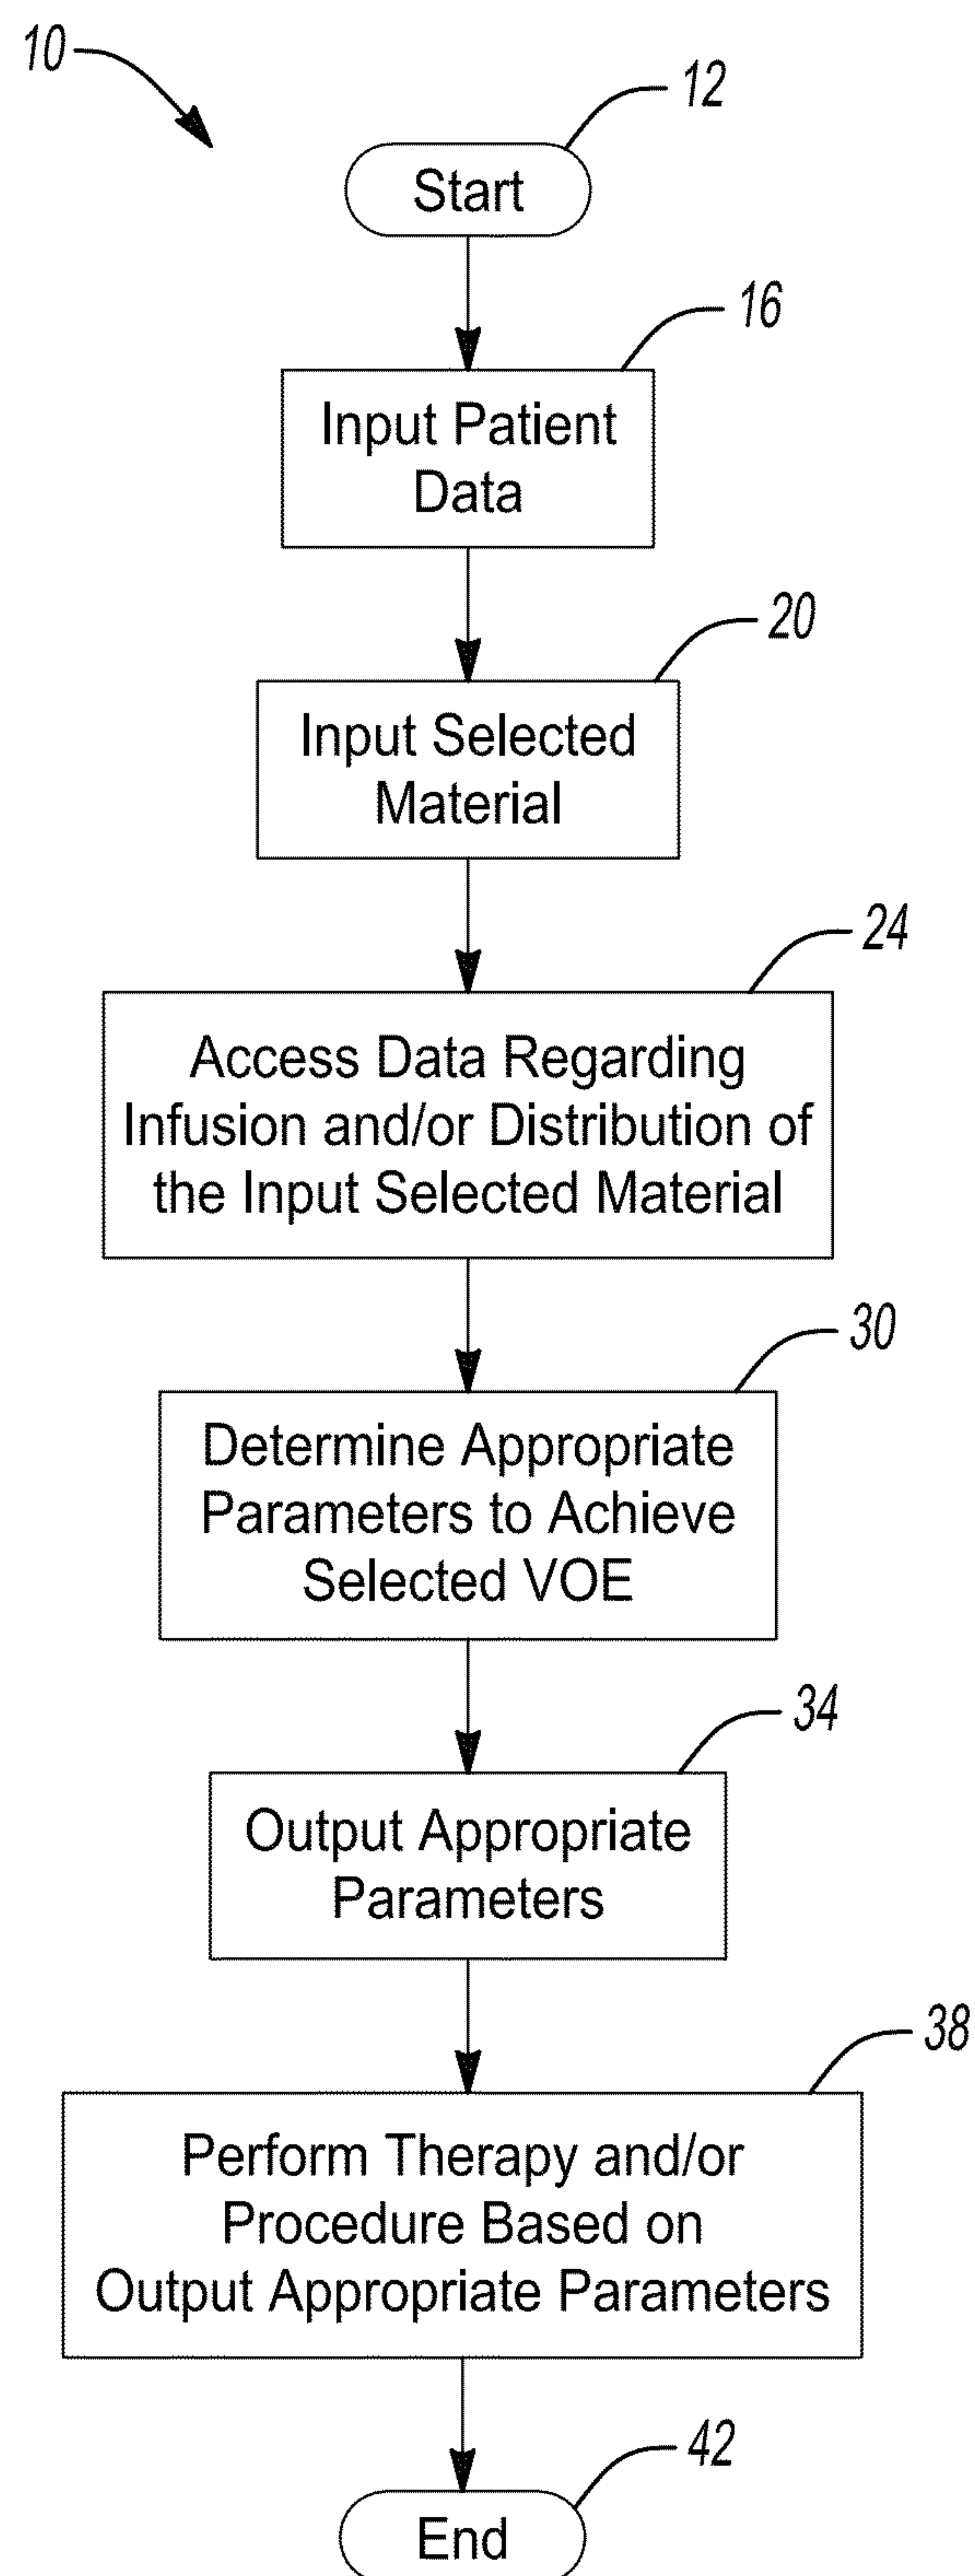 10
12
Start
16
Input Patient
Data
20
Input Selected
Material
24
Access Data Regarding
Infusion and/or Distribution of
the Input Selected Material
30
Determine Appropriate
Parameters to Achieve
Selected VOE
34
Output Appropriate
Parameters
38
Perform Therapy and/or
Procedure Based on
Output Appropriate Parameters
42
End